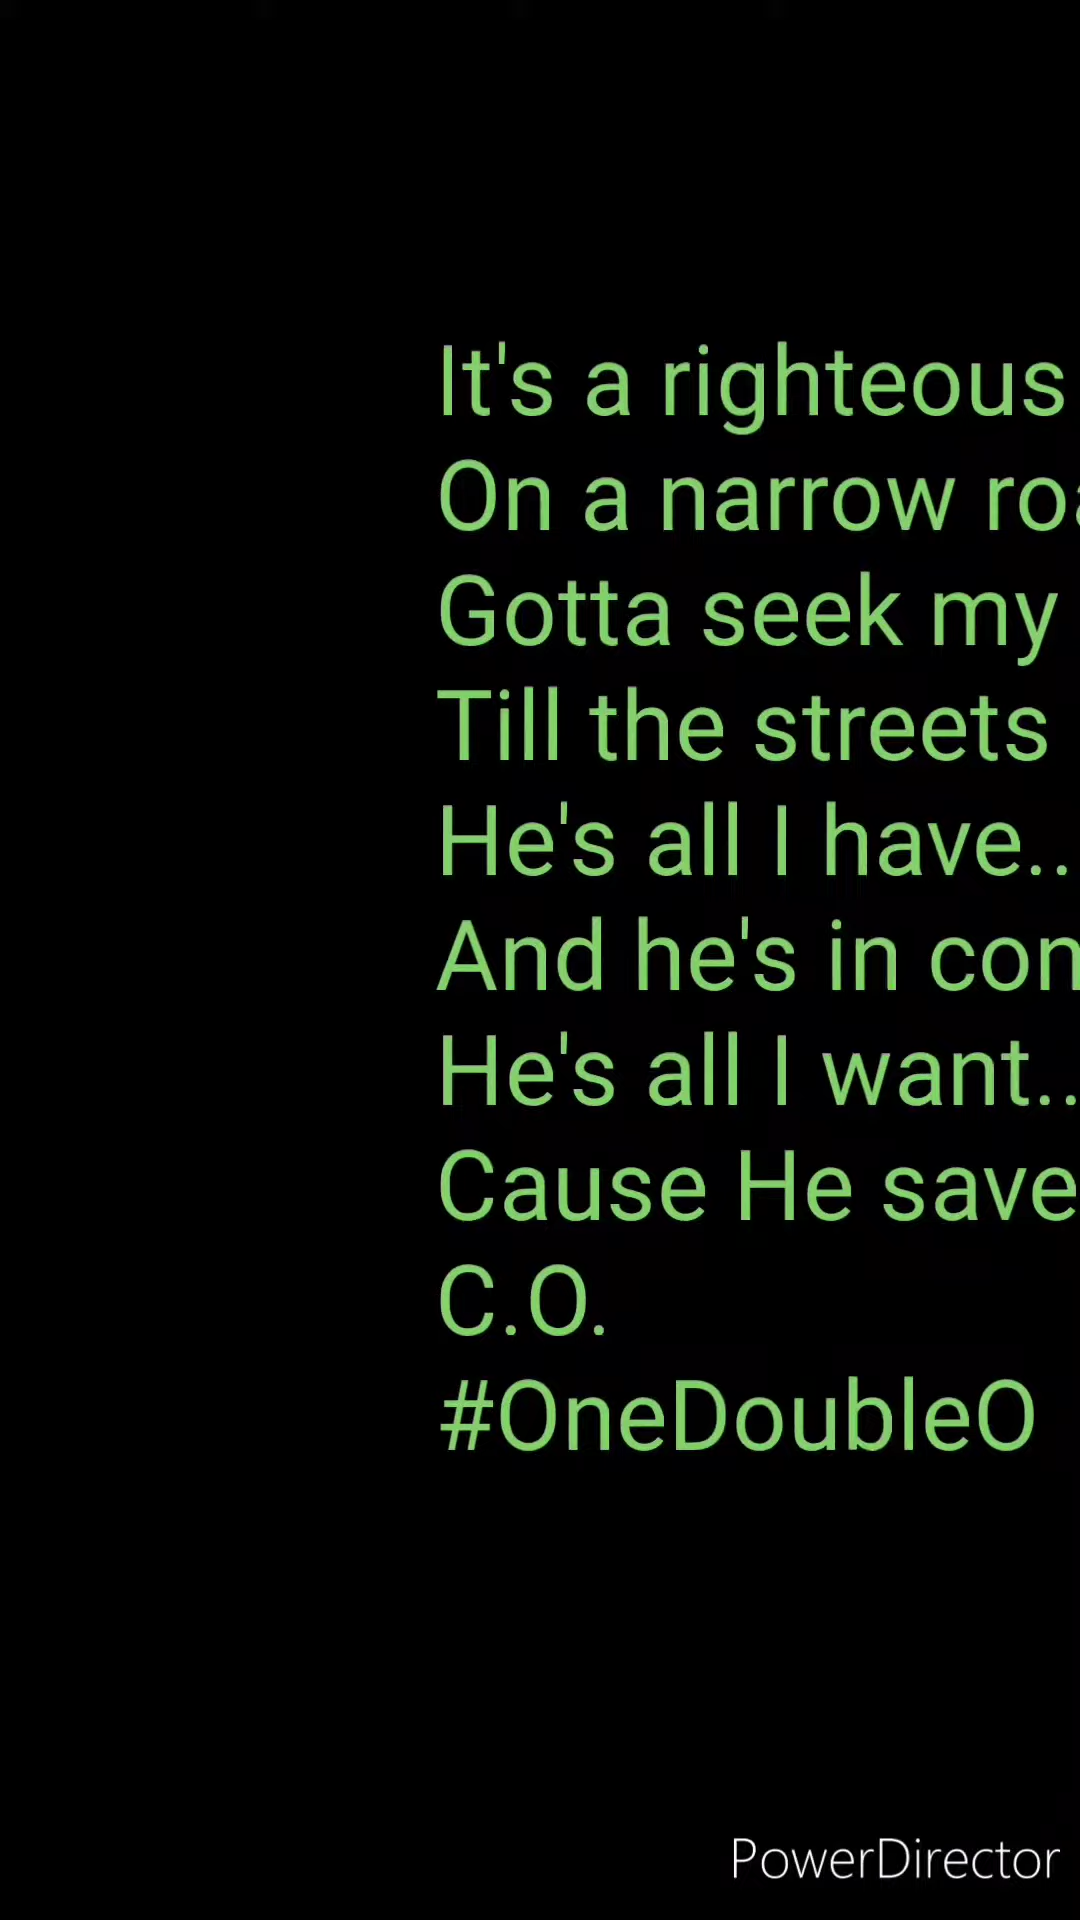 It's a righteous
On a narrow roa
Gotta seek my
Till the streets
He's all I have..
And he's in con
He's all I want..
Cause He save
C.O.
#OneDoubleO
PowerDirector